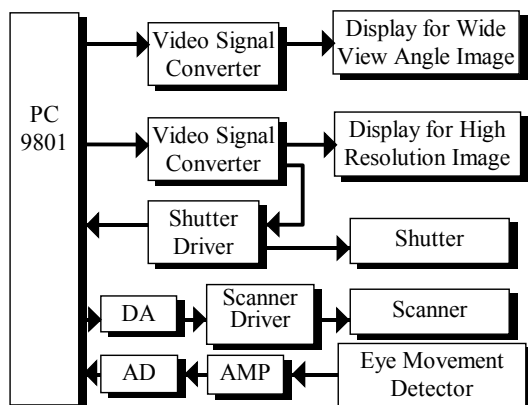 PC
9801
Video Signal
Converter
Display for Wide
View Angle Image
Video Signal
Converter
Display for High
Resolution Image
Shutter
Driver
Shutter
DA
Scanner
Driver
Scanner
AD
AMP
Eye Movement
Detector